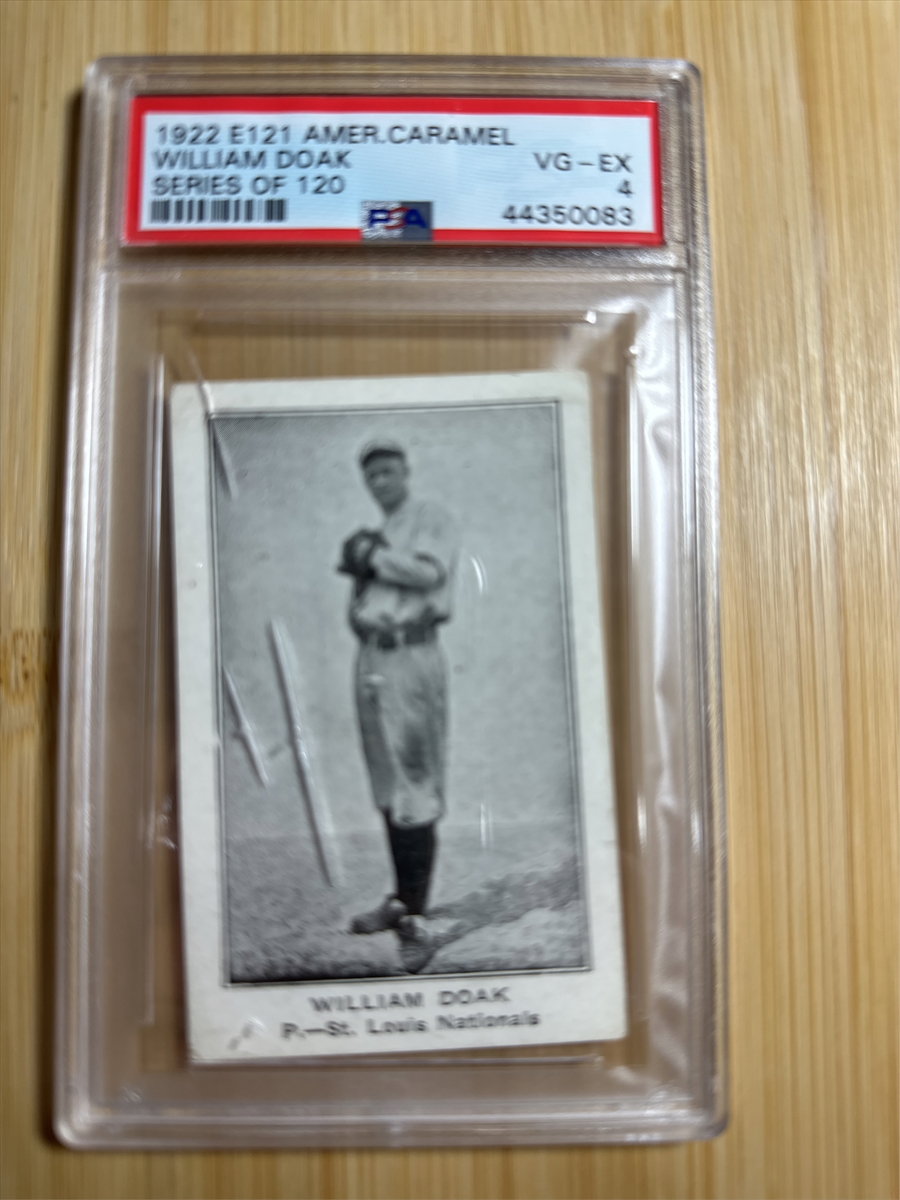 1922 E121 AMER.CARAMEL
WILLIAM DOAK VG-EX
SERIES OF 120 4
PSA 44350083
WILLIAM DOAK
P.—St. Louis Nationals